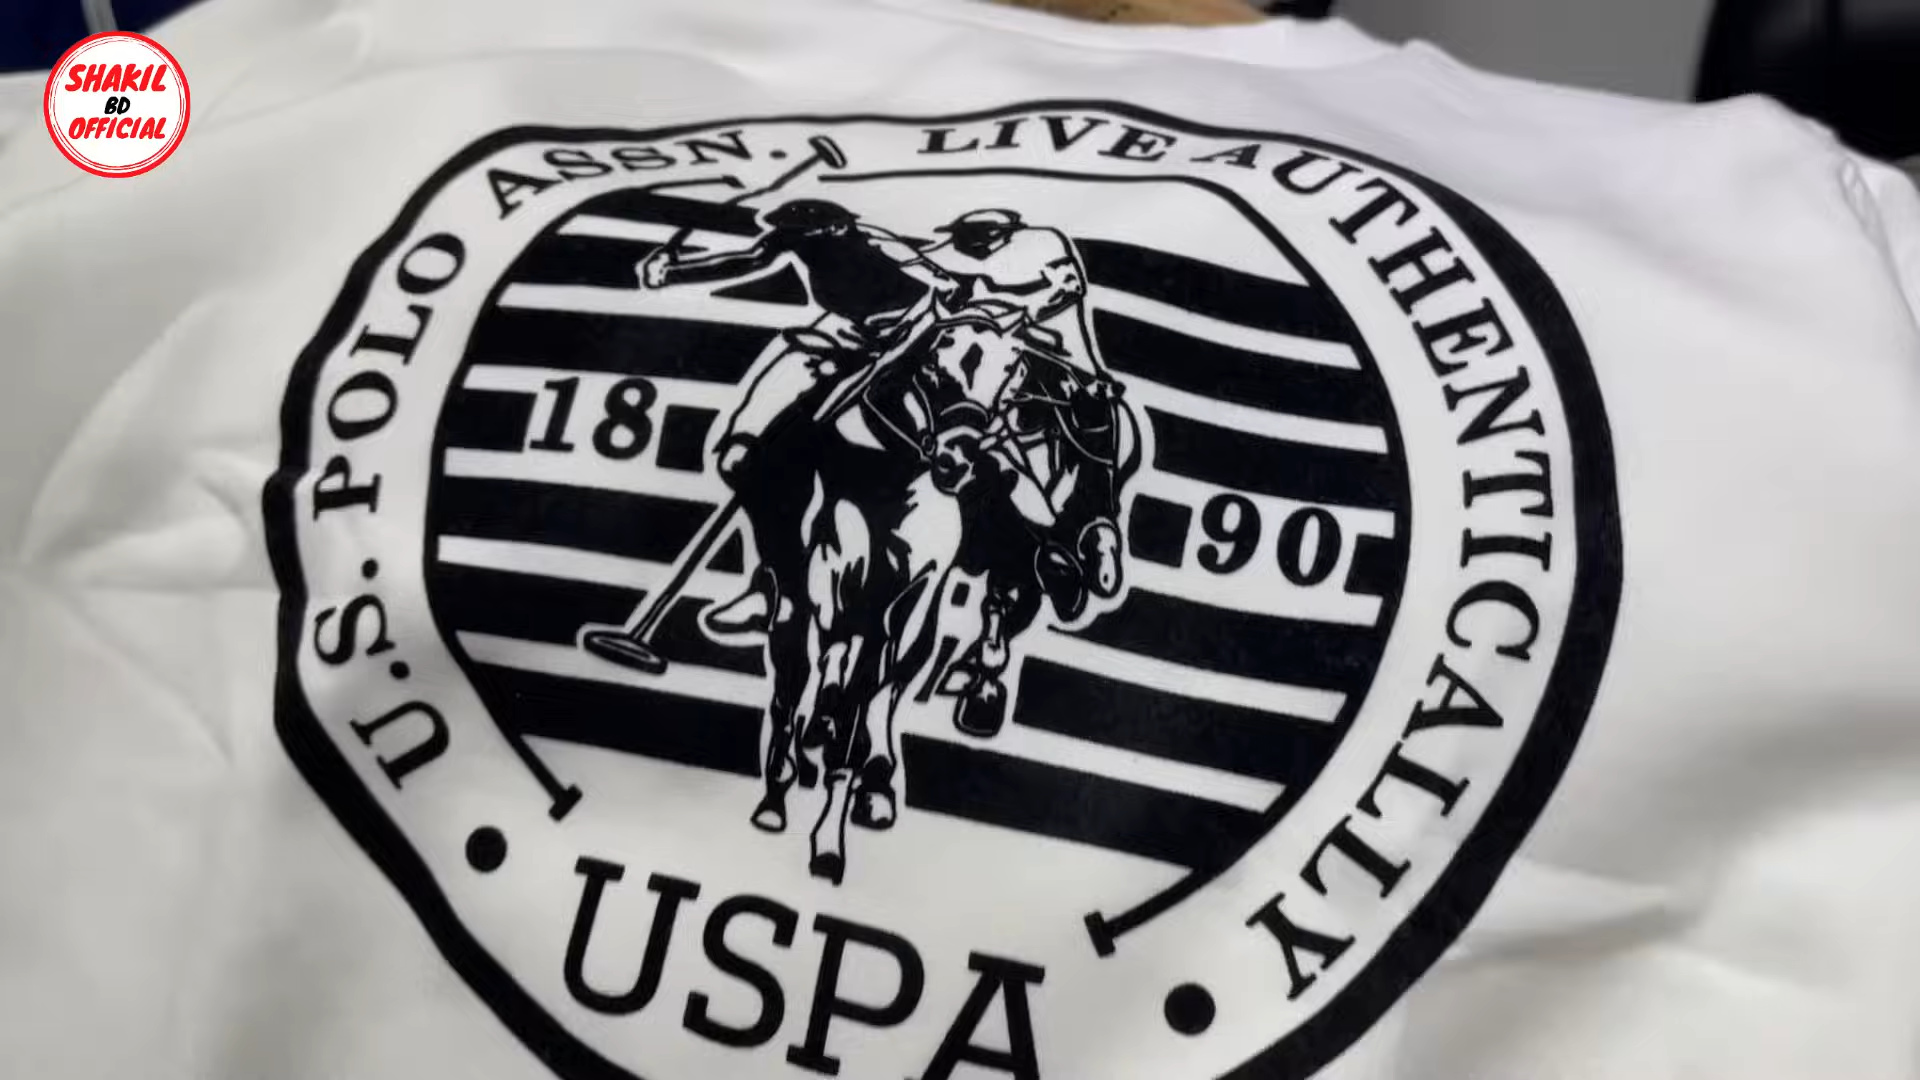 SHAKIL
BD
OFFICIAL
U.S. POLO ASSN. LIVE AUTHENTICALLY
18 90
USPA